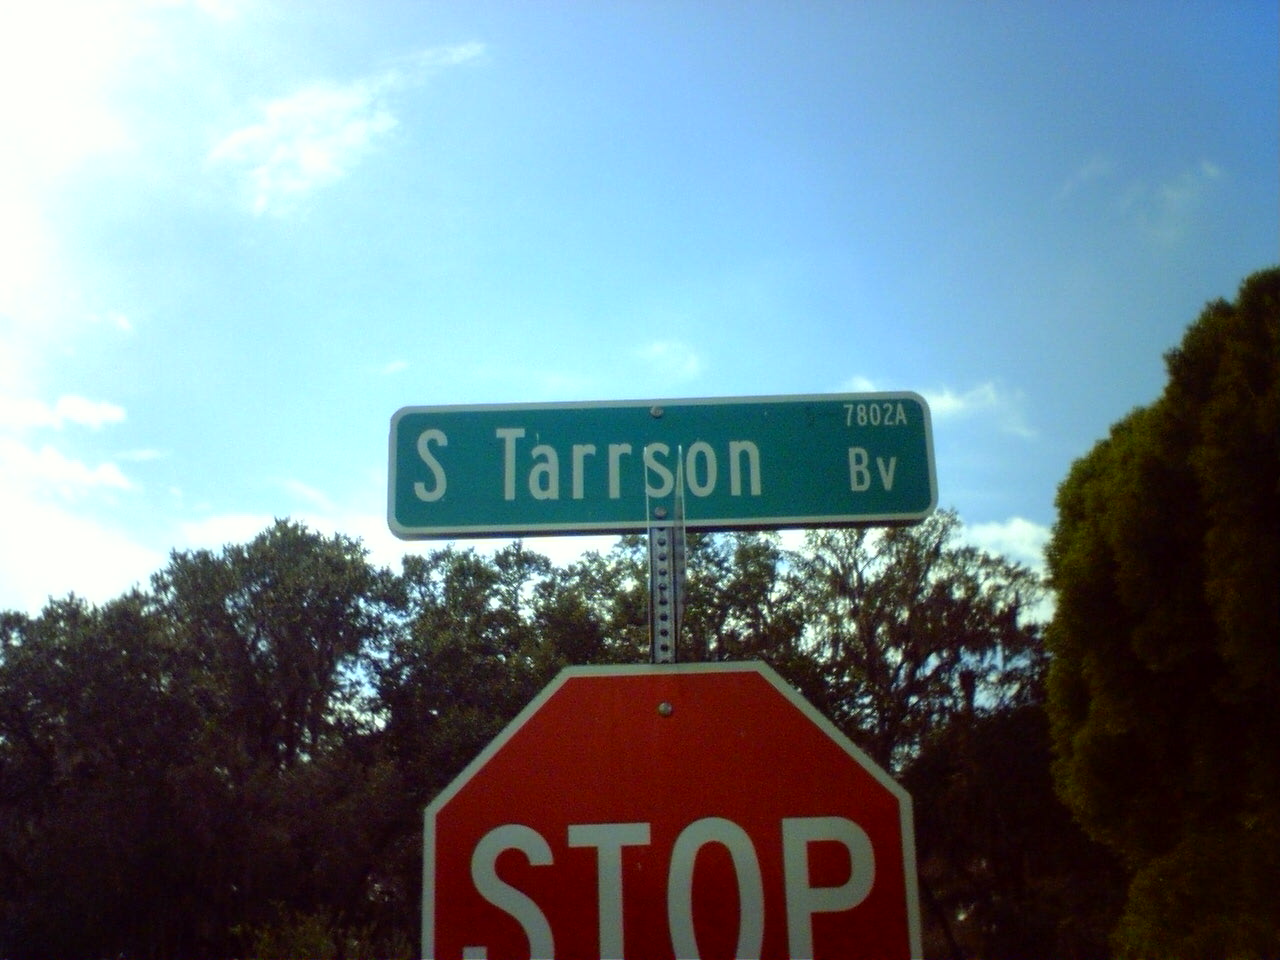 7802A
S Tarrson Bv
STOP